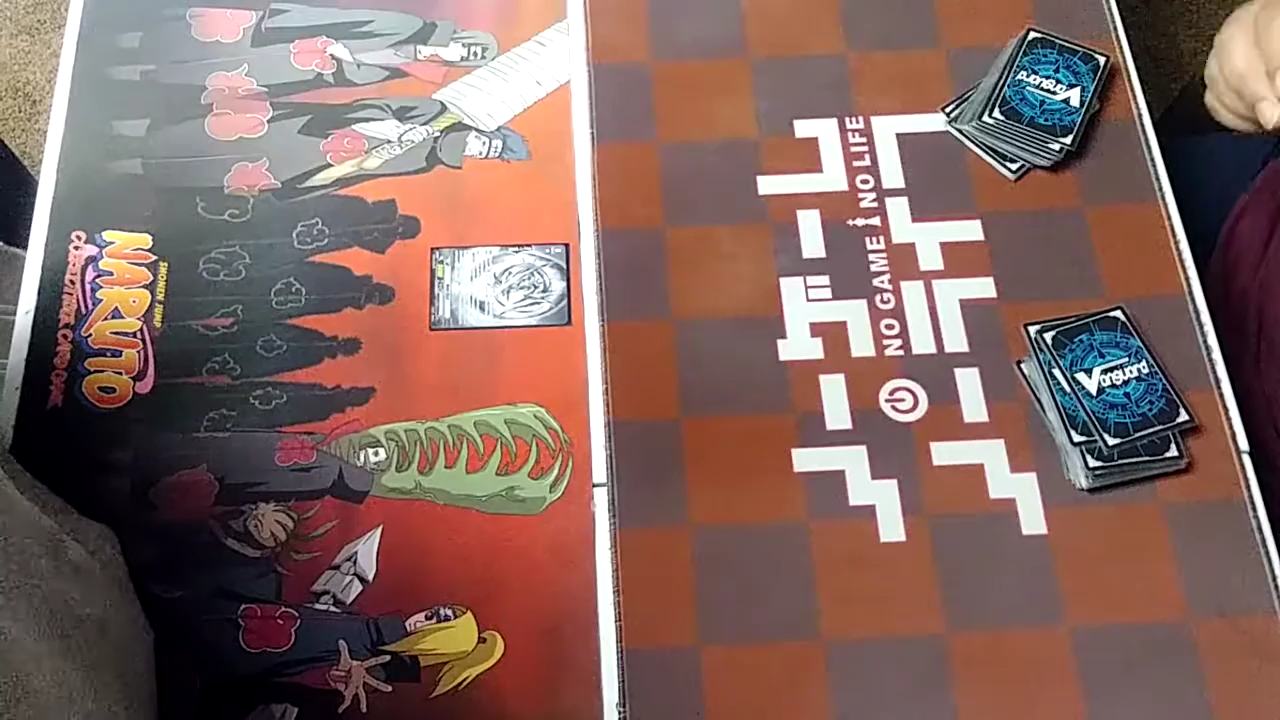 SHONEN JUMP
NARUTO
COLLECTIBLE CARD GAME
ノーゲーム
NO GAME NO LIFE
ノーライフ
Vanguard
Vanguard